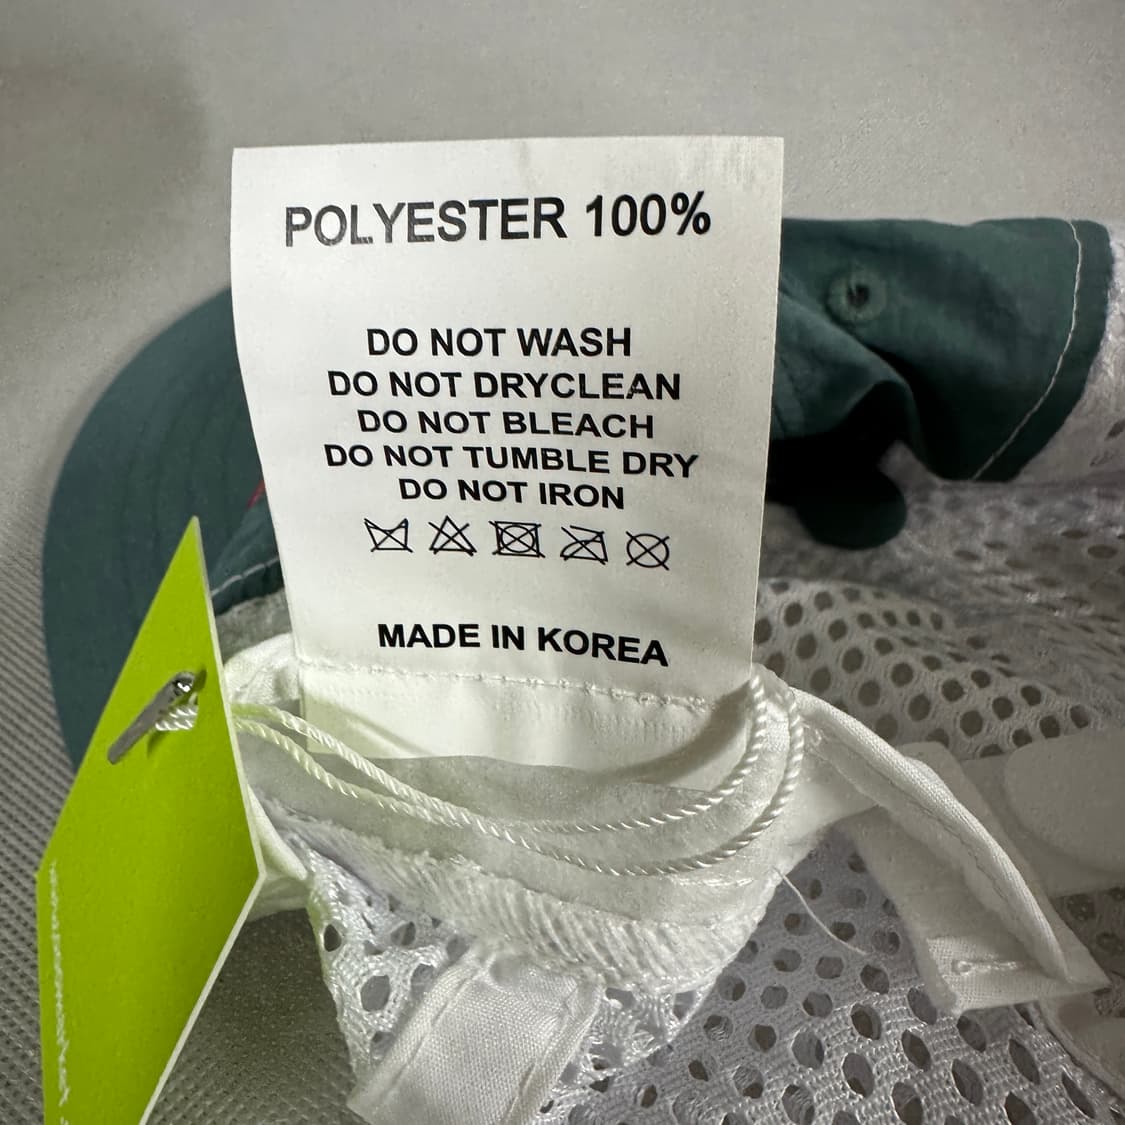 POLYESTER 100%
DO NOT WASH
DO NOT DRYCLEAN
DO NOT BLEACH
DO NOT TUMBLE DRY
DO NOT IRON
MADE IN KOREA